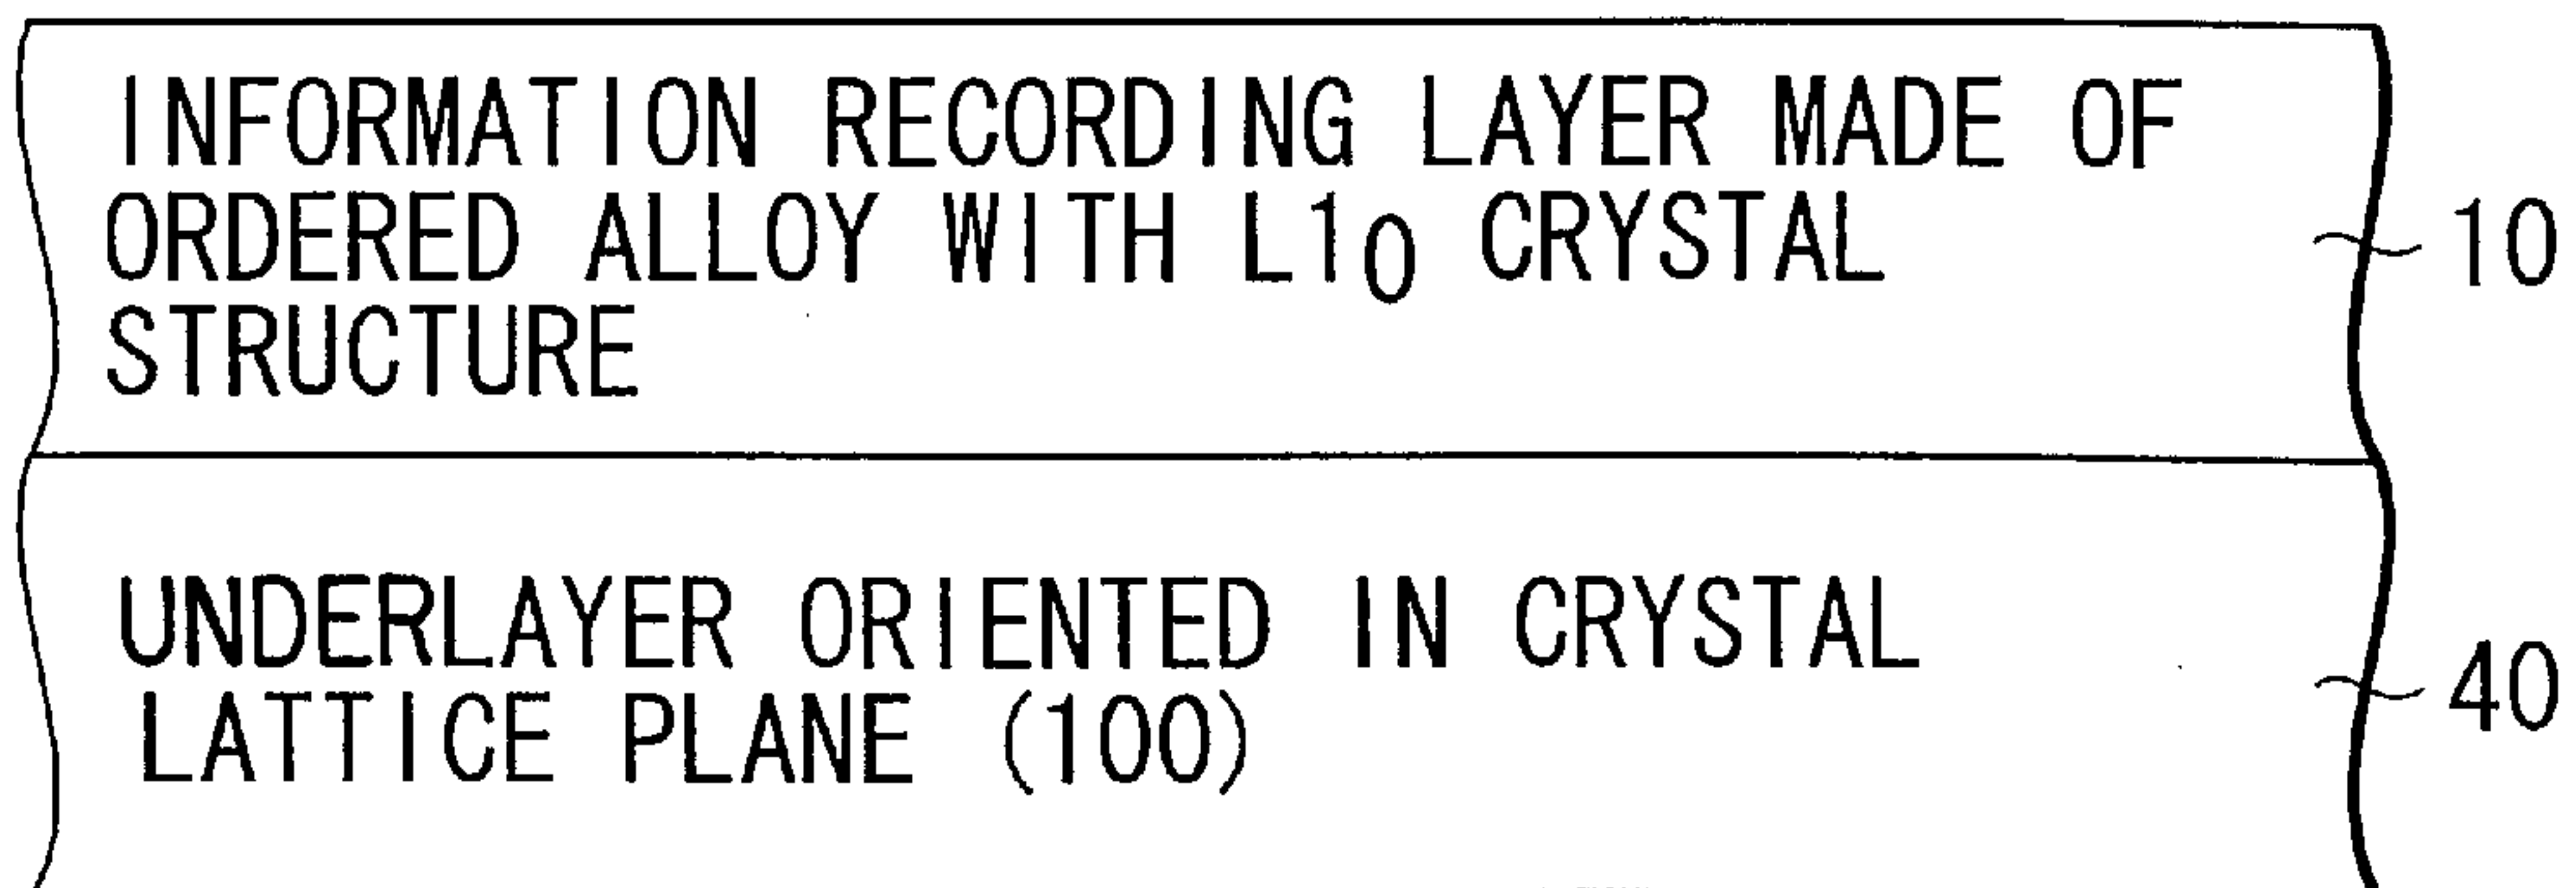 INFORMATION RECORDING LAYER MADE OF
ORDERED ALLOY WITH L1₀ CRYSTAL
10
STRUCTURE
UNDERLAYER ORIENTED IN CRYSTAL
40
LATTICE PLANE (100)